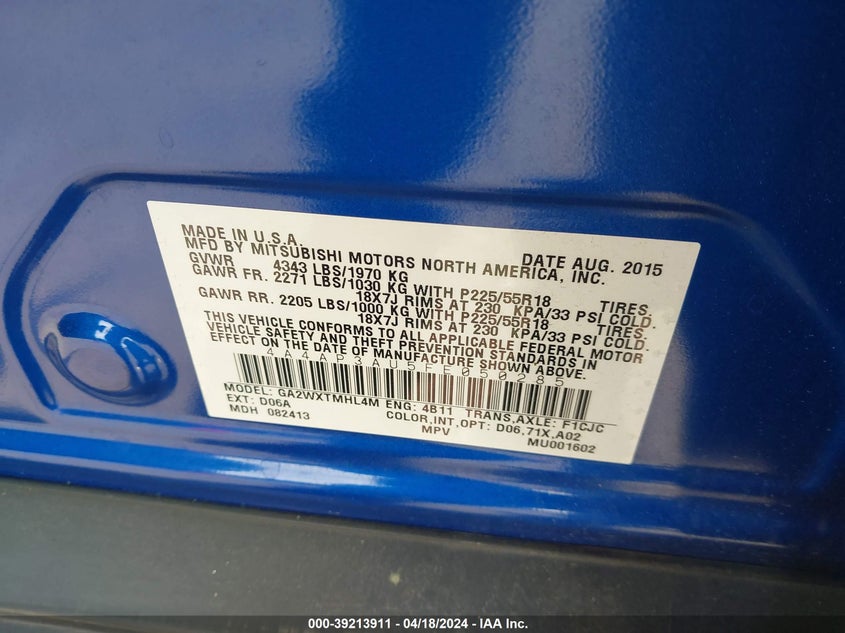 MADE IN U.S.A.
MFD BY MITSUBISHI MOTORS NORTH AMERICA, INC. DATE AUG. 2015
GVWR 4343 LBS/1970 KG
GAWR FR. 2271 LBS/1030 KG WITH P225/55R18 TIRES.
18X7J RIMS AT 230 KPA/33 PSI COLD.
GAWR RR. 2205 LBS/1000 KG WITH P225/55R18 TIRES.
18X7J RIMS AT 230 KPA/33 PSI COLD.
THIS VEHICLE CONFORMS TO ALL APPLICABLE FEDERAL MOTOR
VEHICLE SAFETY AND THEFT PREVENTION STANDARDS IN
EFFECT ON THE DATE OF MANUFACTURE SHOWN ABOVE.
4A4AP3AU5FE050285
MODEL: GA2WXTMHL4M ENG: 4B11 TRANS,AXLE: F1CJC
EXT: D06A COLOR,INT,OPT: D06,71X,A02
MDH 082413 MPV MU001602
000-39213911 - 04/18/2024 - IAA Inc.